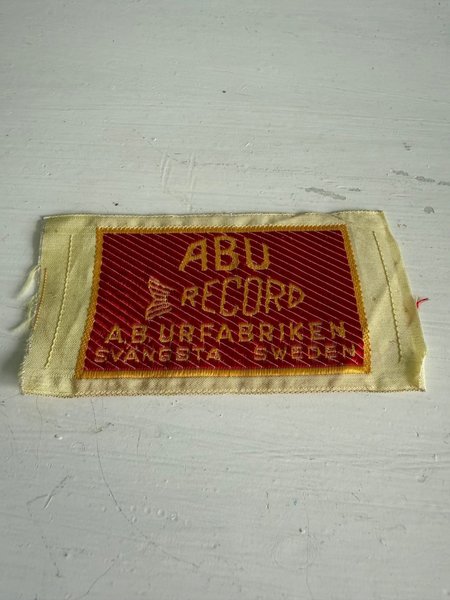 ABU
RECORD
A.B. URFABRIKEN
SVÄNGSTA SWEDEN